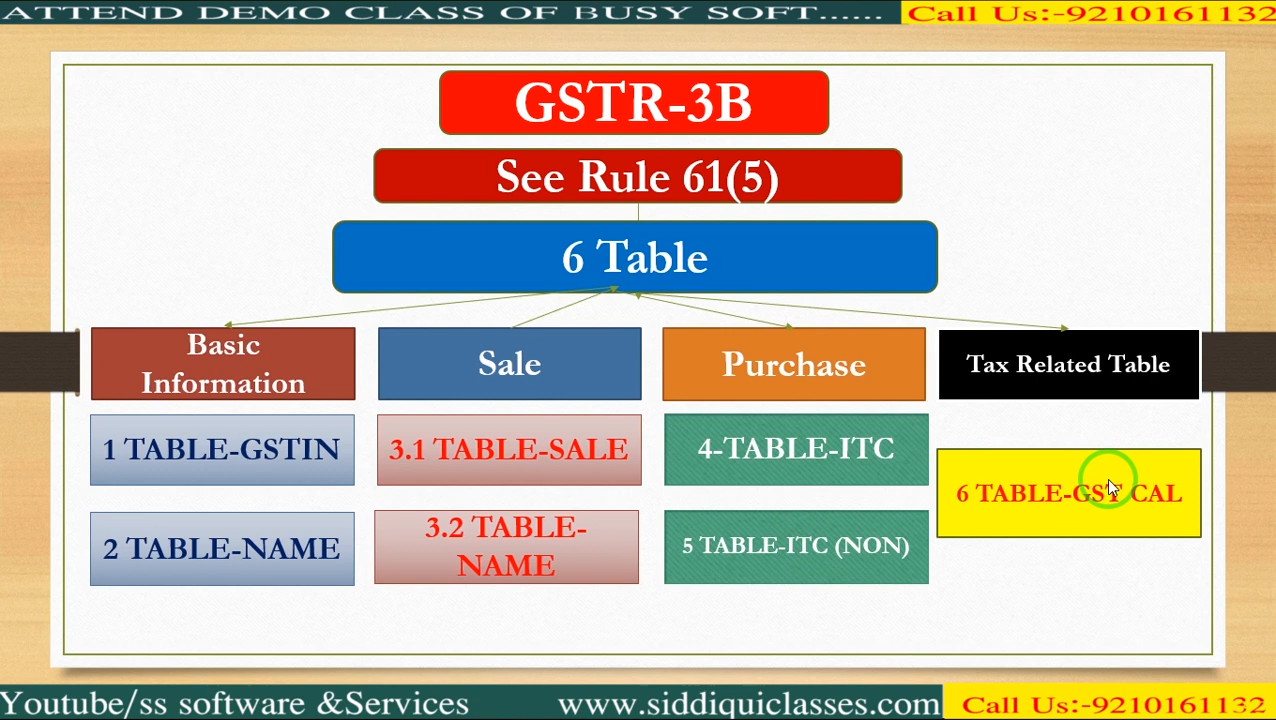 ATTEND DEMO CLASS OF BUSY SOFT......
Call Us:-9210161132
GSTR-3B
See Rule 61(5)
6 Table
Basic
Information
Sale
Purchase
Tax Related Table
1 TABLE-GSTIN
3.1 TABLE-SALE
4-TABLE-ITC
6 TABLE-GST CAL
2 TABLE-NAME
3.2 TABLE-
NAME
5 TABLE-ITC (NON)
Youtube/ss software &Services
www.siddiquiclasses.com
Call Us:-9210161132